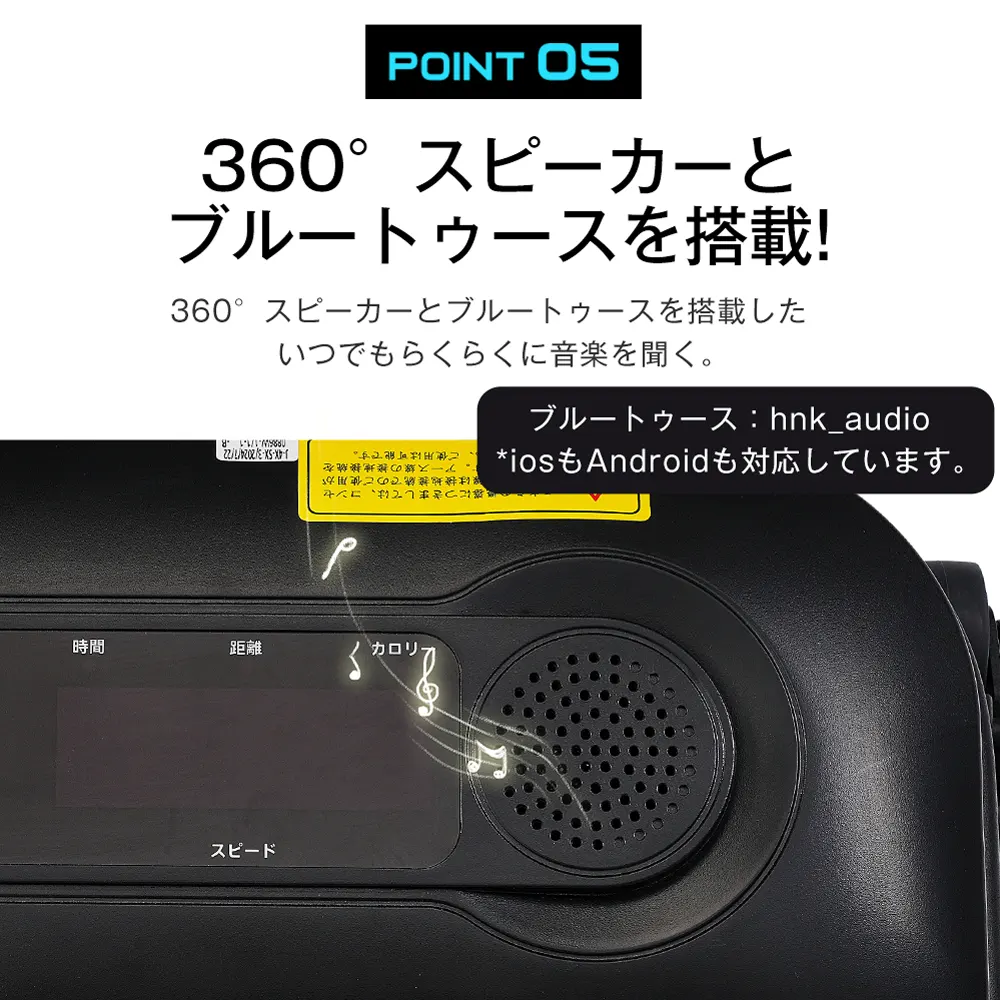 POINT 05
360°スピーカーと
ブルートゥースを搭載!
360°スピーカーとブルートゥースを搭載した
いつでもらくらくに音楽を聞く。
ブルートゥース：hnk_audio
*iosもAndroidも対応しています。
時間
距離
カロリー
スピード